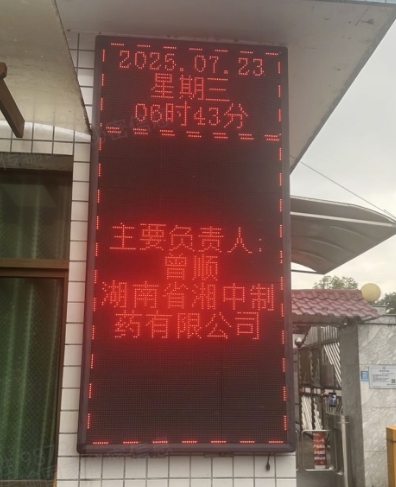 2025.07.23
星期三
06时43分
主要负责人:
曾顺
湖南省湘中制
药有限公司